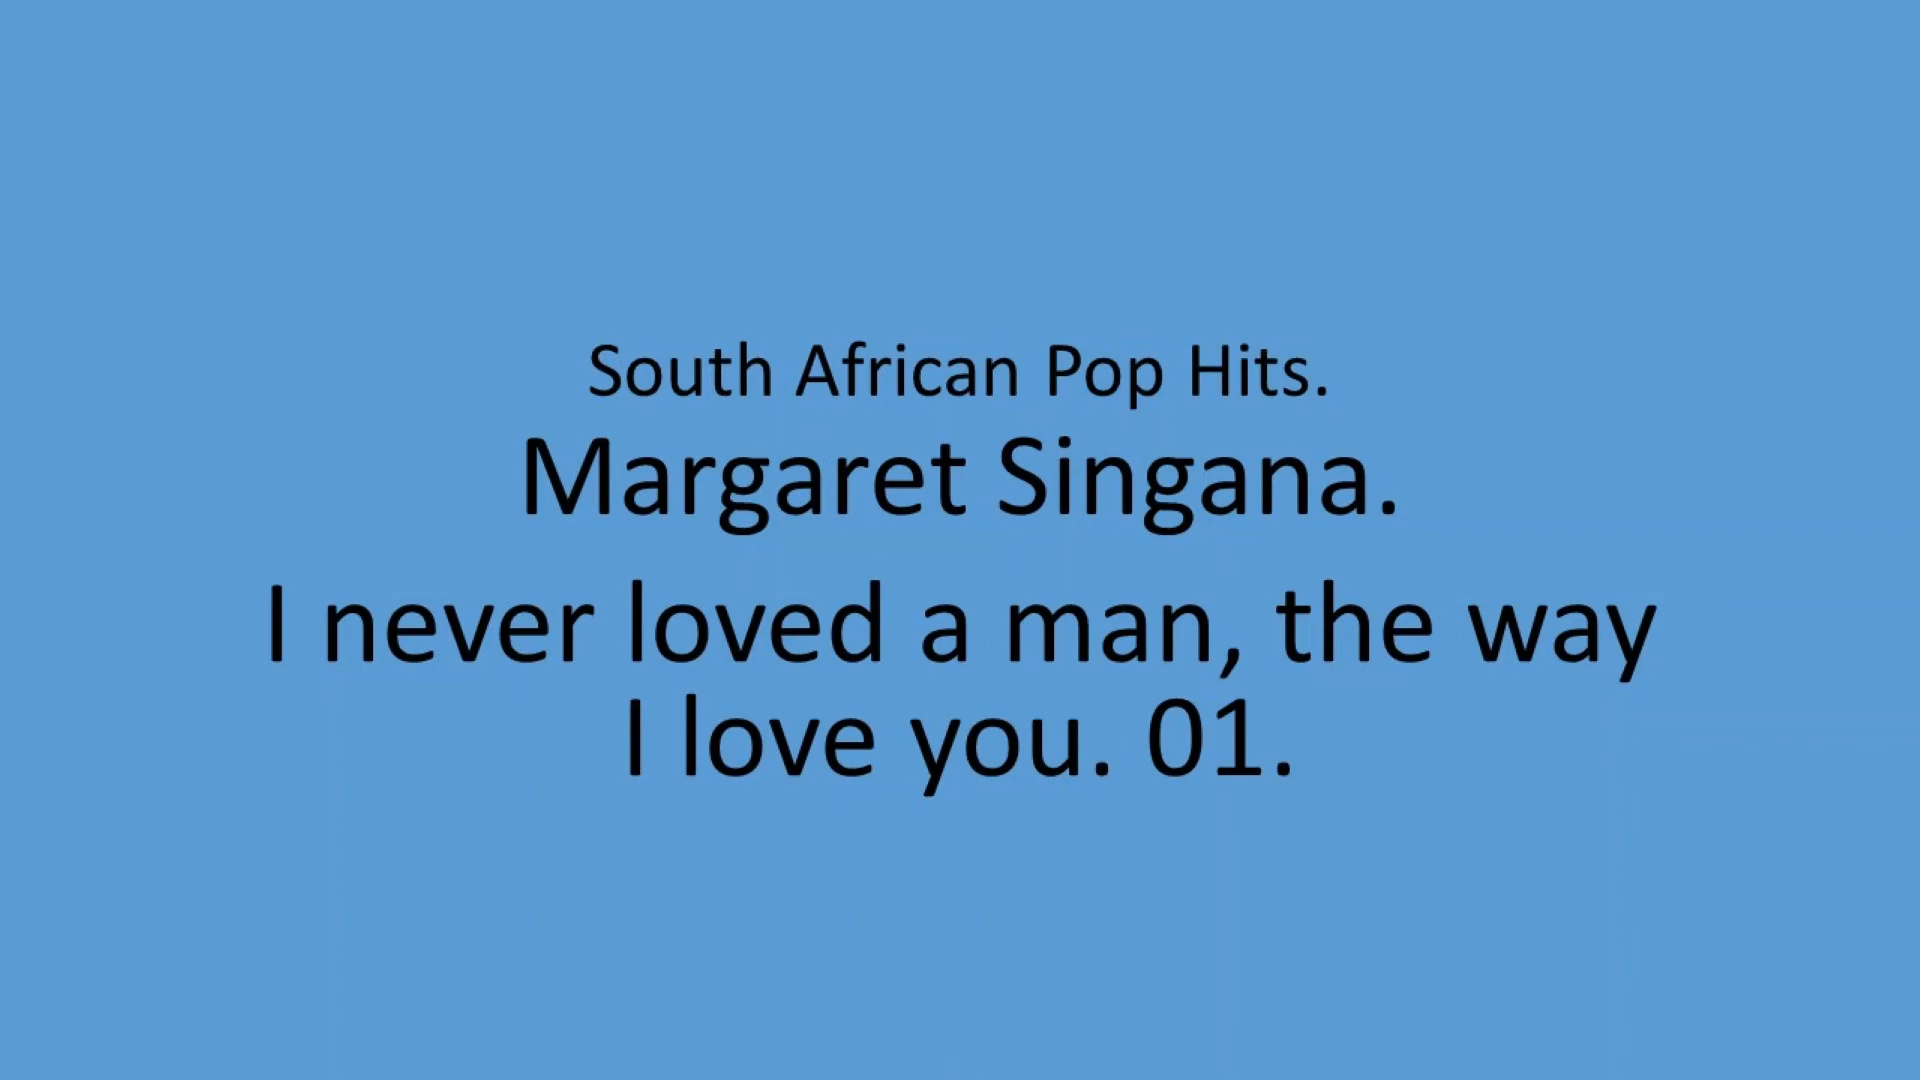 South African Pop Hits.
Margaret Singana.
I never loved a man, the way
I love you. 01.